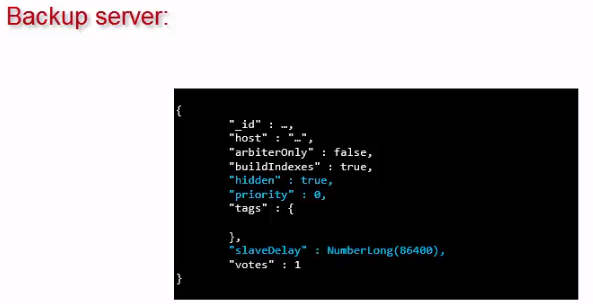 Backup server:
{
"_id" : …,
"host" : "…",
"arbiterOnly" : false,
"buildIndexes" : true,
"hidden" : true,
"priority" : 0,
"tags" : {
},
"slaveDelay" : NumberLong(86400),
"votes" : 1
}